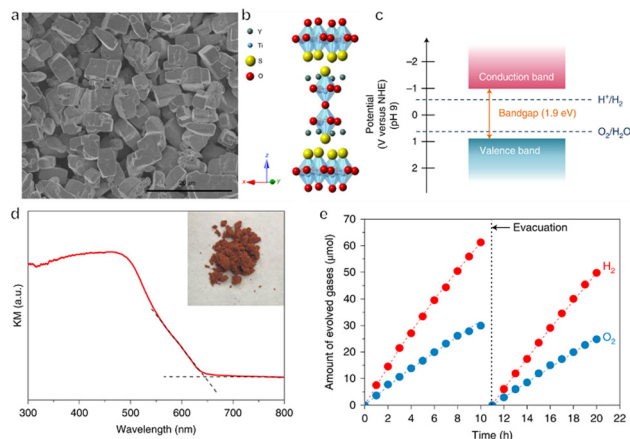 a
b
Y
Ti
S
O
z
x
y
c
Potential
(V versus NHE)
(pH 9)
−2
−1
0
1
2
Conduction band
H+/H2
Bandgap (1.9 eV)
O2/H2O
Valence band
d
KM (a.u.)
300 400 500 600 700 800
Wavelength (nm)
e
Amount of evolved gases (μmol)
70
60
50
40
30
20
10
0
Evacuation
H2
O2
0 2 4 6 8 10 12 14 16 18 20 22
Time (h)